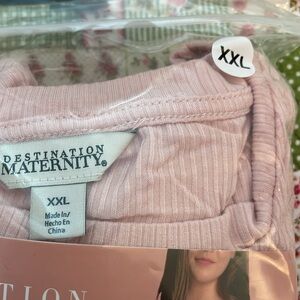 XXL
DESTINATION
MATERNITY®
XXL
Made In/
Hecho En
China
TION